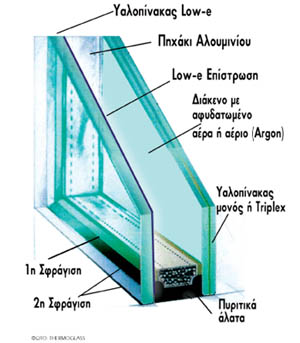 Υαλοπίνακας Low-e
Πηχάκι Αλουμινίου
Low-e Επίστρωση
Διάκενο με
αφυδατωμένο
αέρα ή αέριο (Argon)
Υαλοπίνακας
μονός ή Triplex
1η Σφράγιση
2η Σφράγιση
Πυριτικά
άλατα
©2013 THERMOGLASS